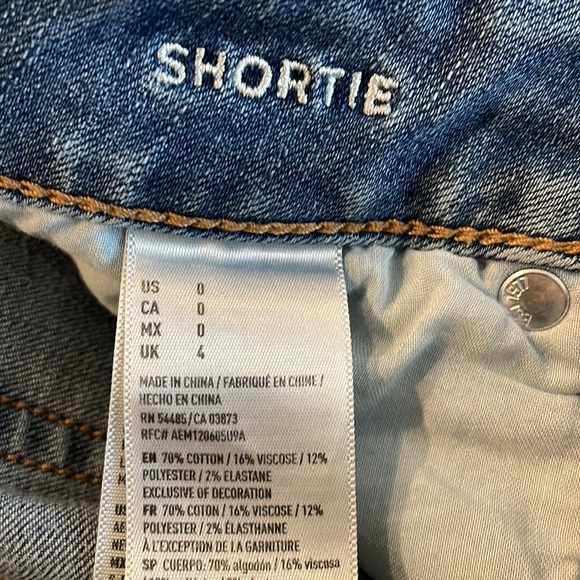 SHORTIE
US 0
CA 0
MX 0
UK 4
MADE IN CHINA / FABRIQUÉ EN CHINE /
HECHO EN CHINA
RN 54485/CA 03873
RFC# AEM120605U9A
EN 70% COTTON / 16% VISCOSE / 12%
POLYESTER / 2% ELASTANE
EXCLUSIVE OF DECORATION
FR 70% COTON / 16% VISCOSE / 12%
POLYESTER / 2% ÉLASTHANNE
À L'EXCEPTION DE LA GARNITURE
SP CUERPO: 70% algodón / 16% viscosa
1977